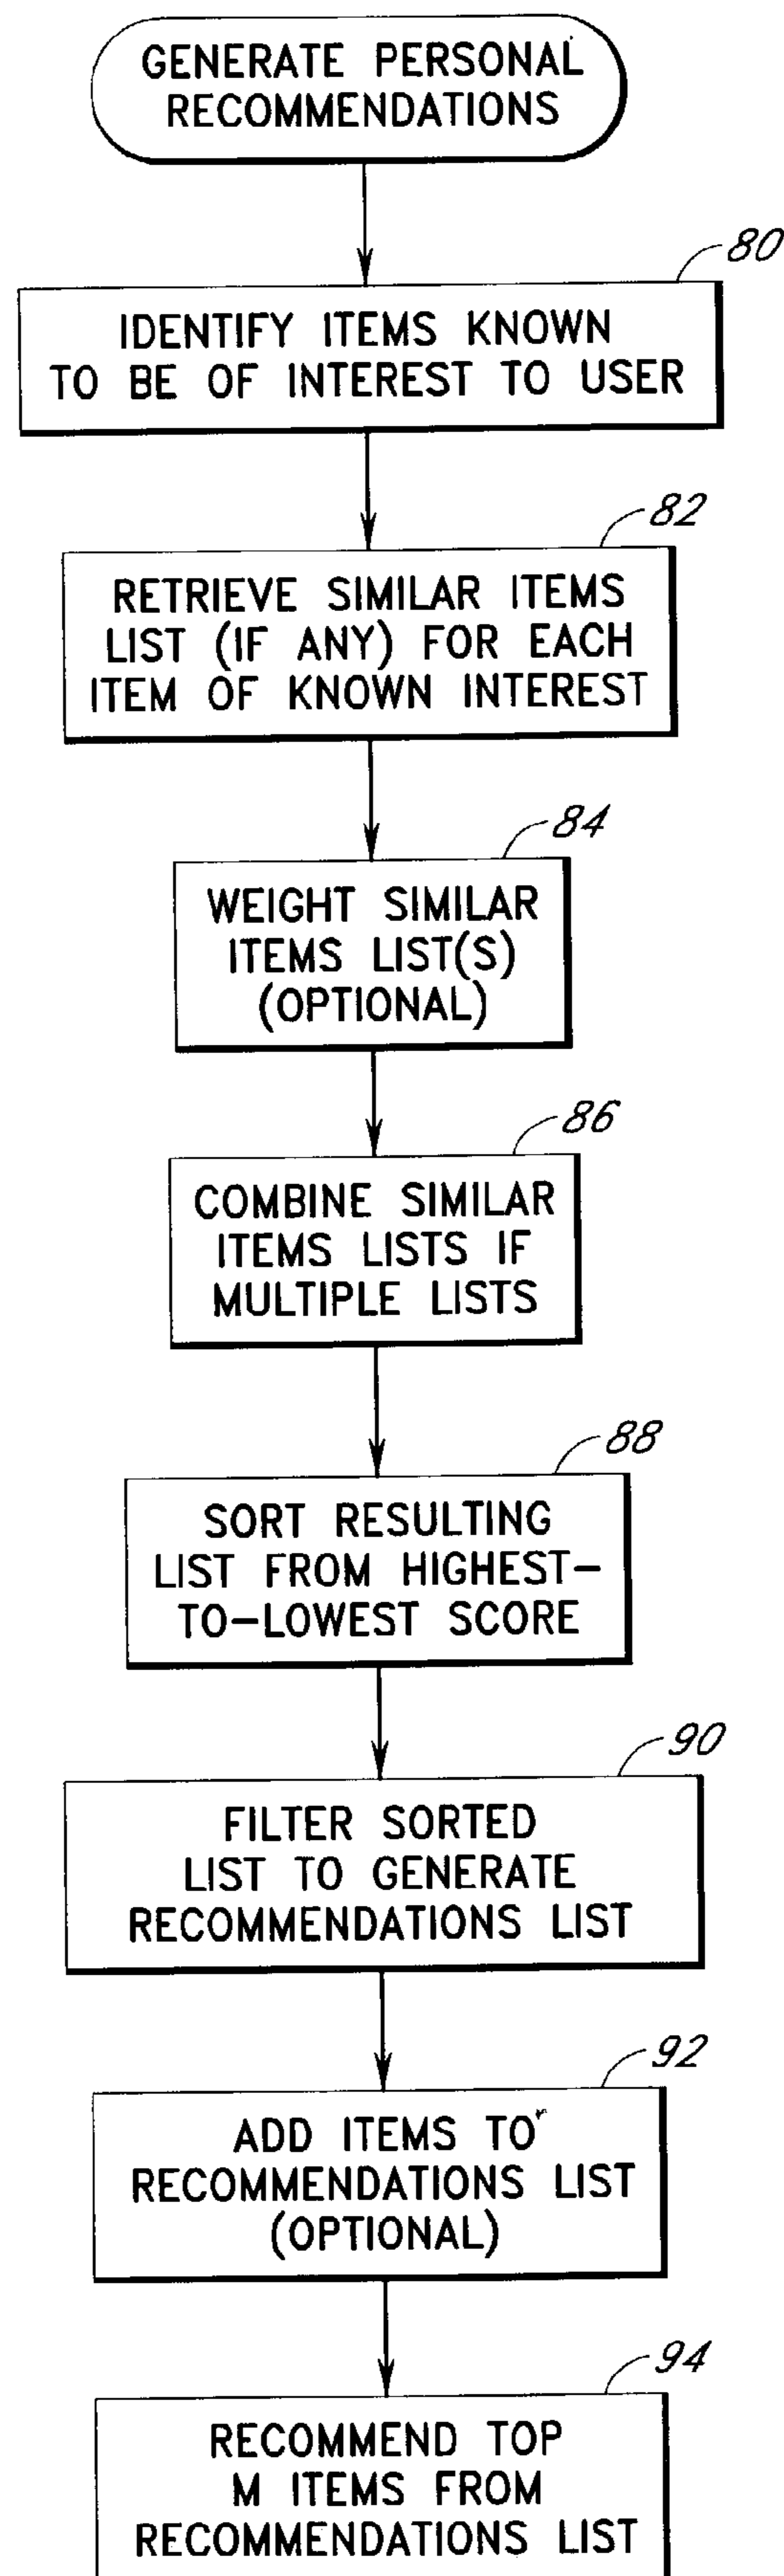 GENERATE PERSONAL
RECOMMENDATIONS
80
IDENTIFY ITEMS KNOWN
TO BE OF INTEREST TO USER
82
RETRIEVE SIMILAR ITEMS
LIST (IF ANY) FOR EACH
ITEM OF KNOWN INTEREST
84
WEIGHT SIMILAR
ITEMS LIST(S)
(OPTIONAL)
86
COMBINE SIMILAR
ITEMS LISTS IF
MULTIPLE LISTS
88
SORT RESULTING
LIST FROM HIGHEST-
TO-LOWEST SCORE
90
FILTER SORTED
LIST TO GENERATE
RECOMMENDATIONS LIST
92
ADD ITEMS TO
RECOMMENDATIONS LIST
(OPTIONAL)
94
RECOMMEND TOP
M ITEMS FROM
RECOMMENDATIONS LIST